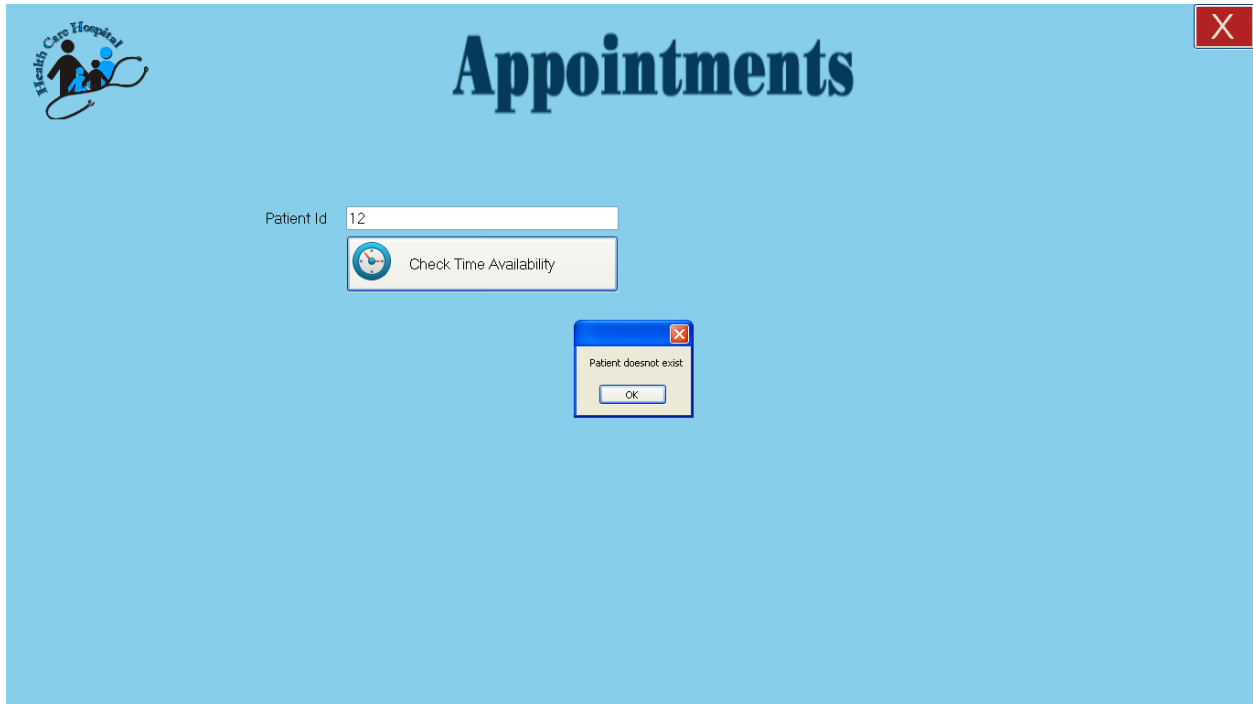 Health Care Hospital
Appointments
X
Patient Id 12
Check Time Availability
Patient doesnot exist
OK